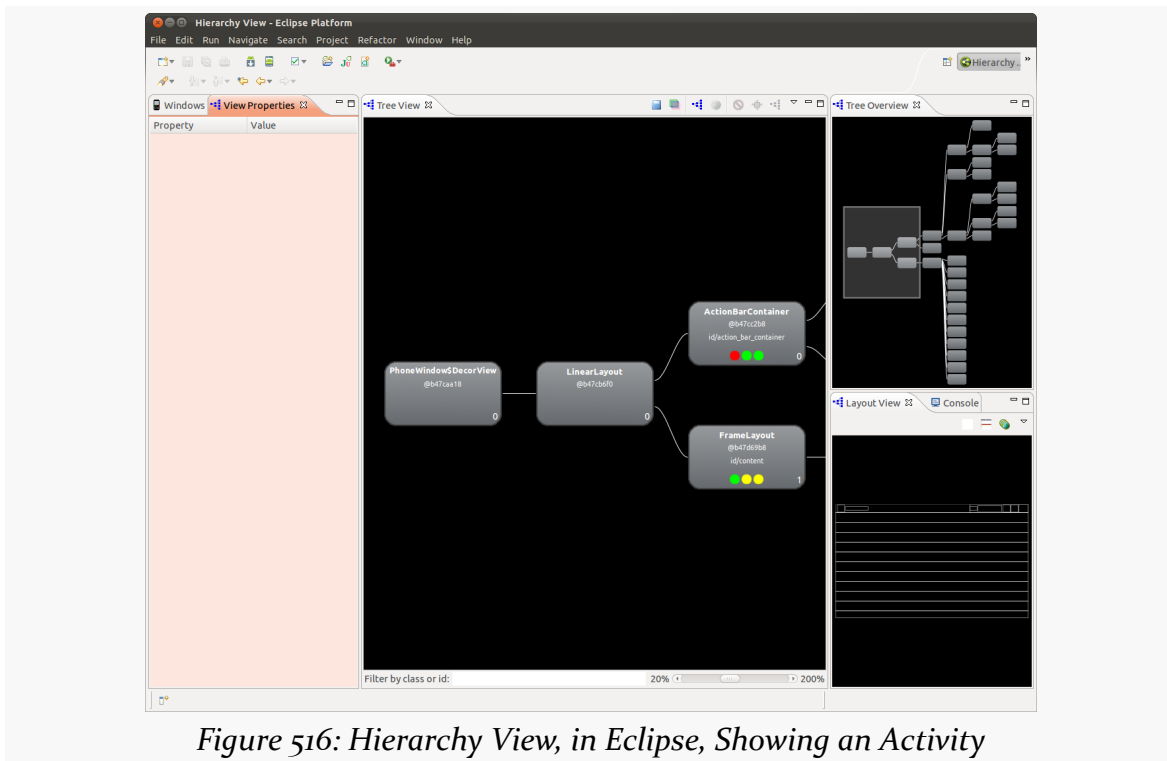 Hierarchy View - Eclipse Platform
File Edit Run Navigate Search Project Refactor Window Help
Hierarchy ..
Windows
View Properties
Tree View
Tree Overview
Property Value
ActionBarContainer
@b47cc2b8
id/action_bar_container
0
PhoneWindow$DecorView
@b47caa18
0
LinearLayout
@b47cb6f0
0
FrameLayout
@b47d69b8
id/content
1
Layout View
Console
Filter by class or id:
20%
200%
Figure 516: Hierarchy View, in Eclipse, Showing an Activity